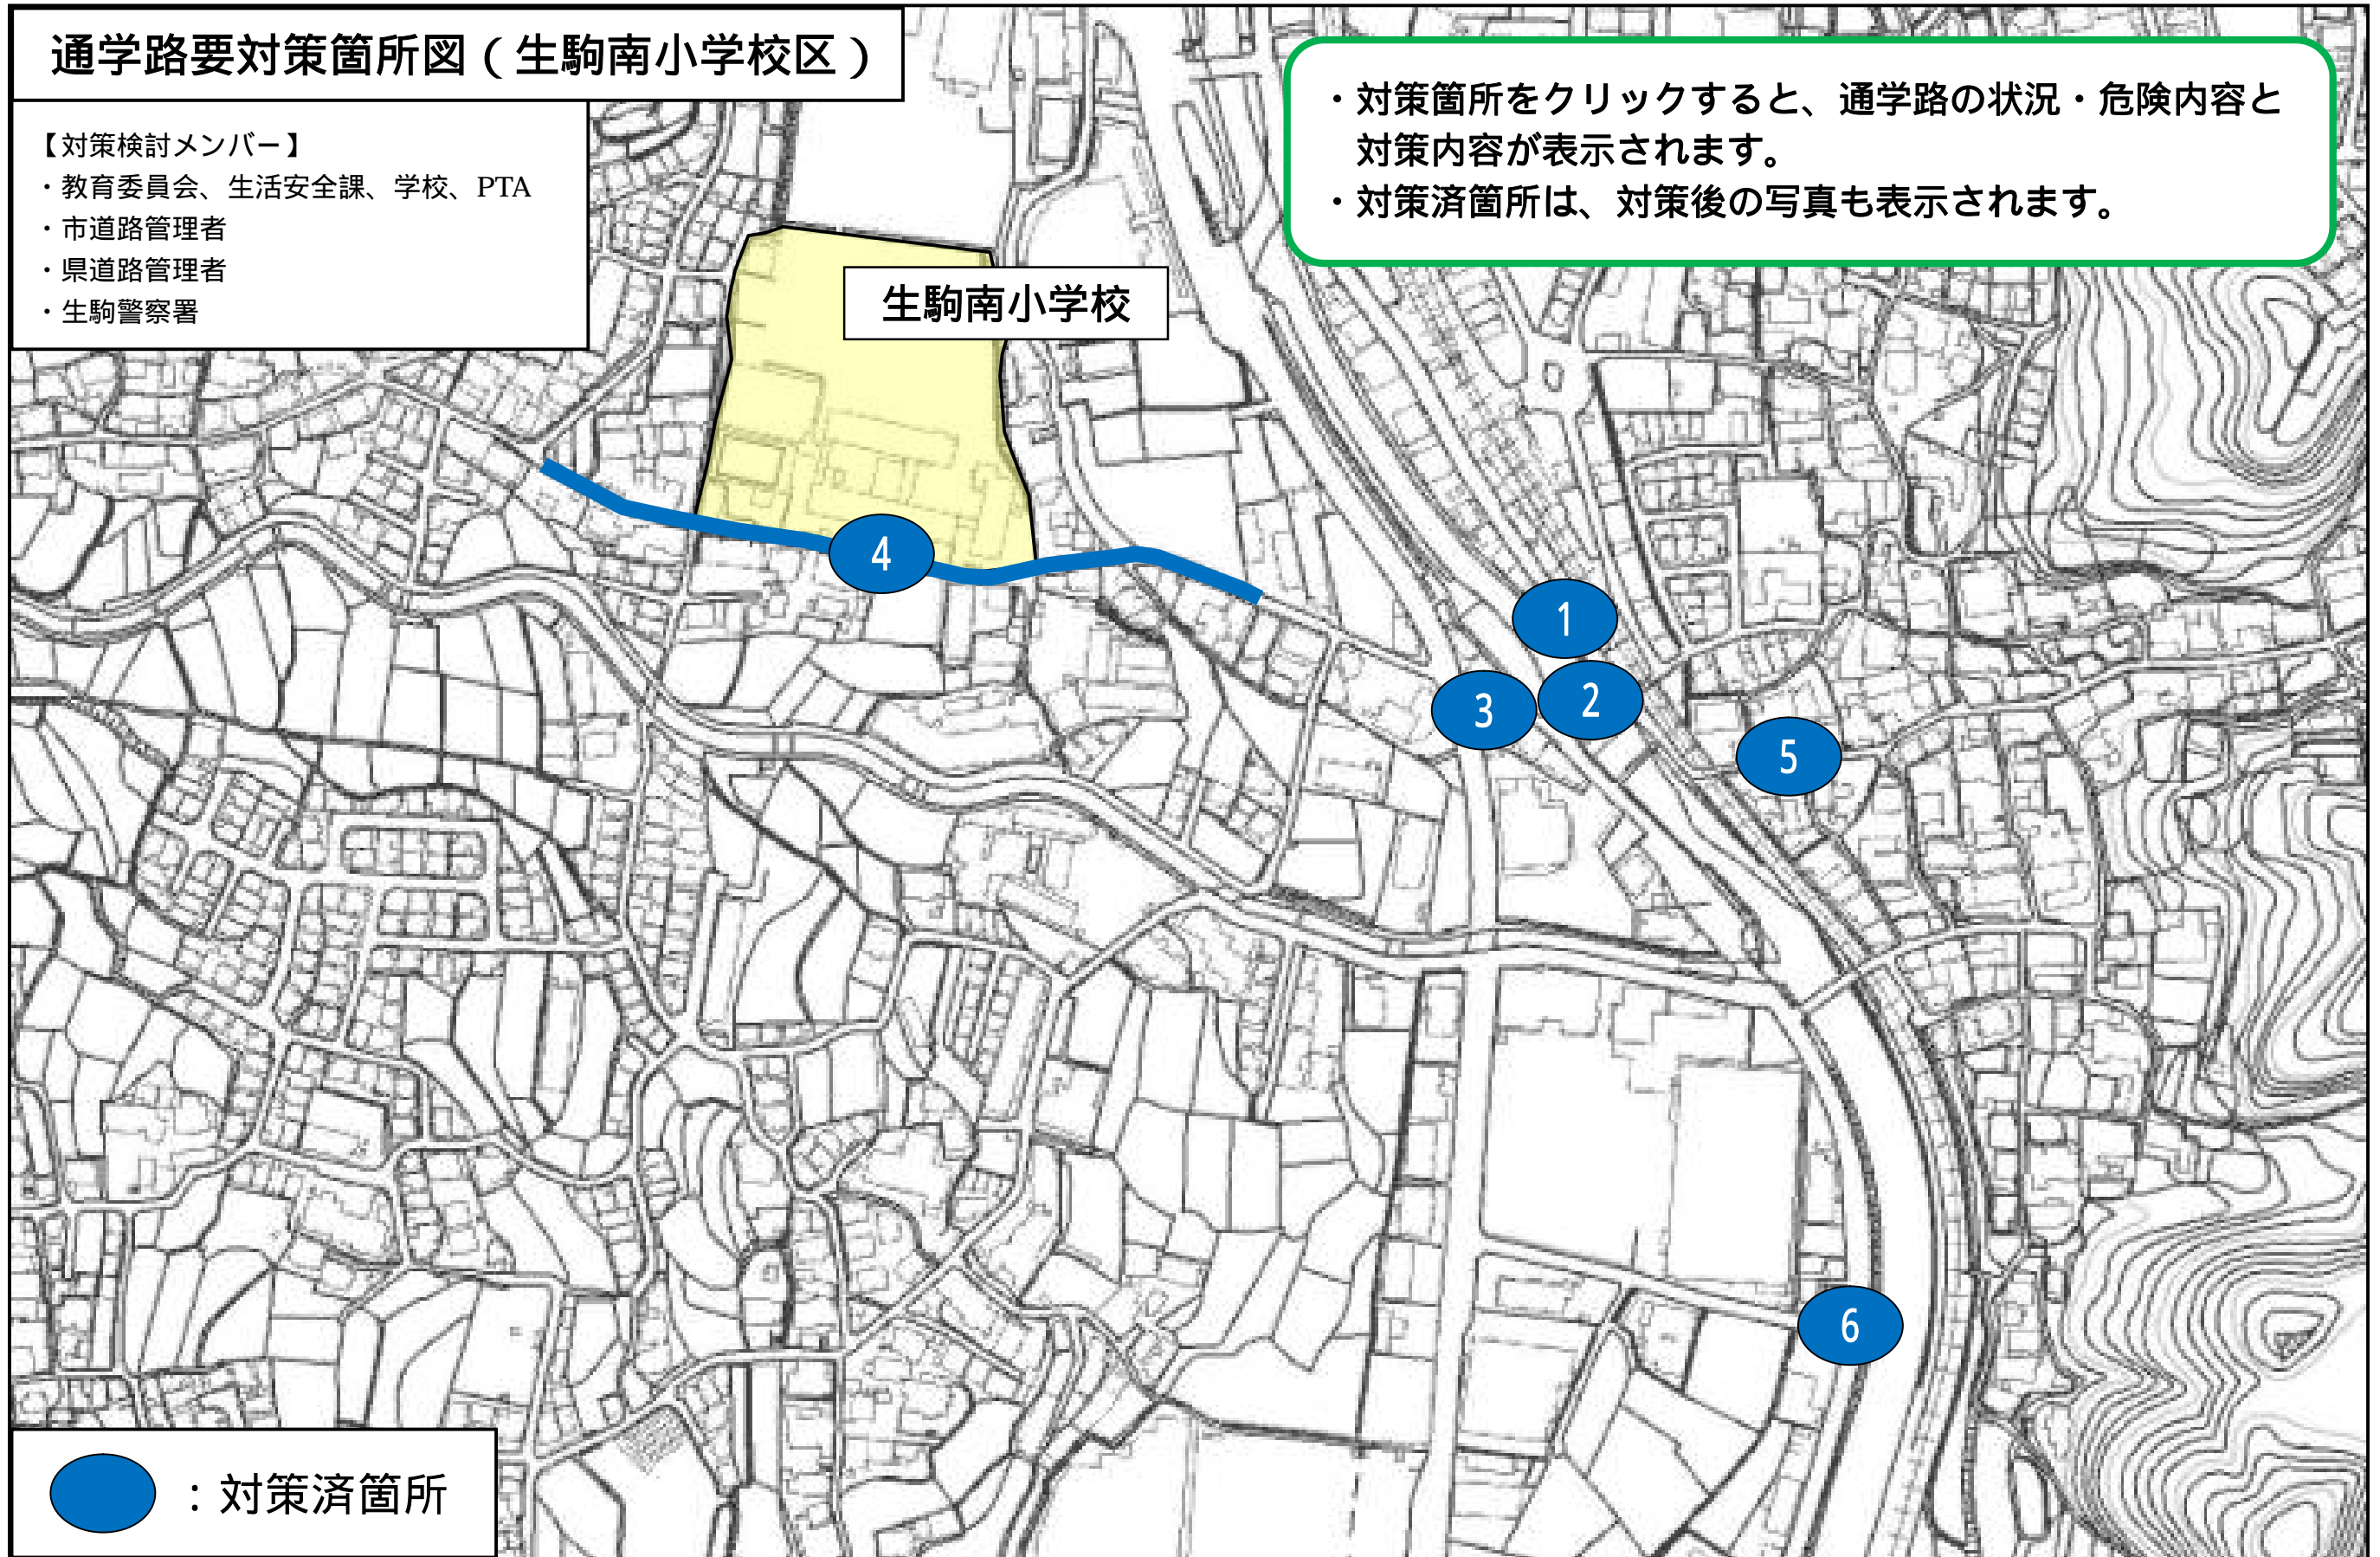 通学路要対策箇所図（生駒南小学校区）
【対策検討メンバー】
・教育委員会、生活安全課、学校、PTA
・市道路管理者
・県道路管理者
・生駒警察署
・対策箇所をクリックすると、通学路の状況・危険内容と
対策内容が表示されます。
・対策済箇所は、対策後の写真も表示されます。
生駒南小学校
4
1
2
3
5
6
：対策済箇所